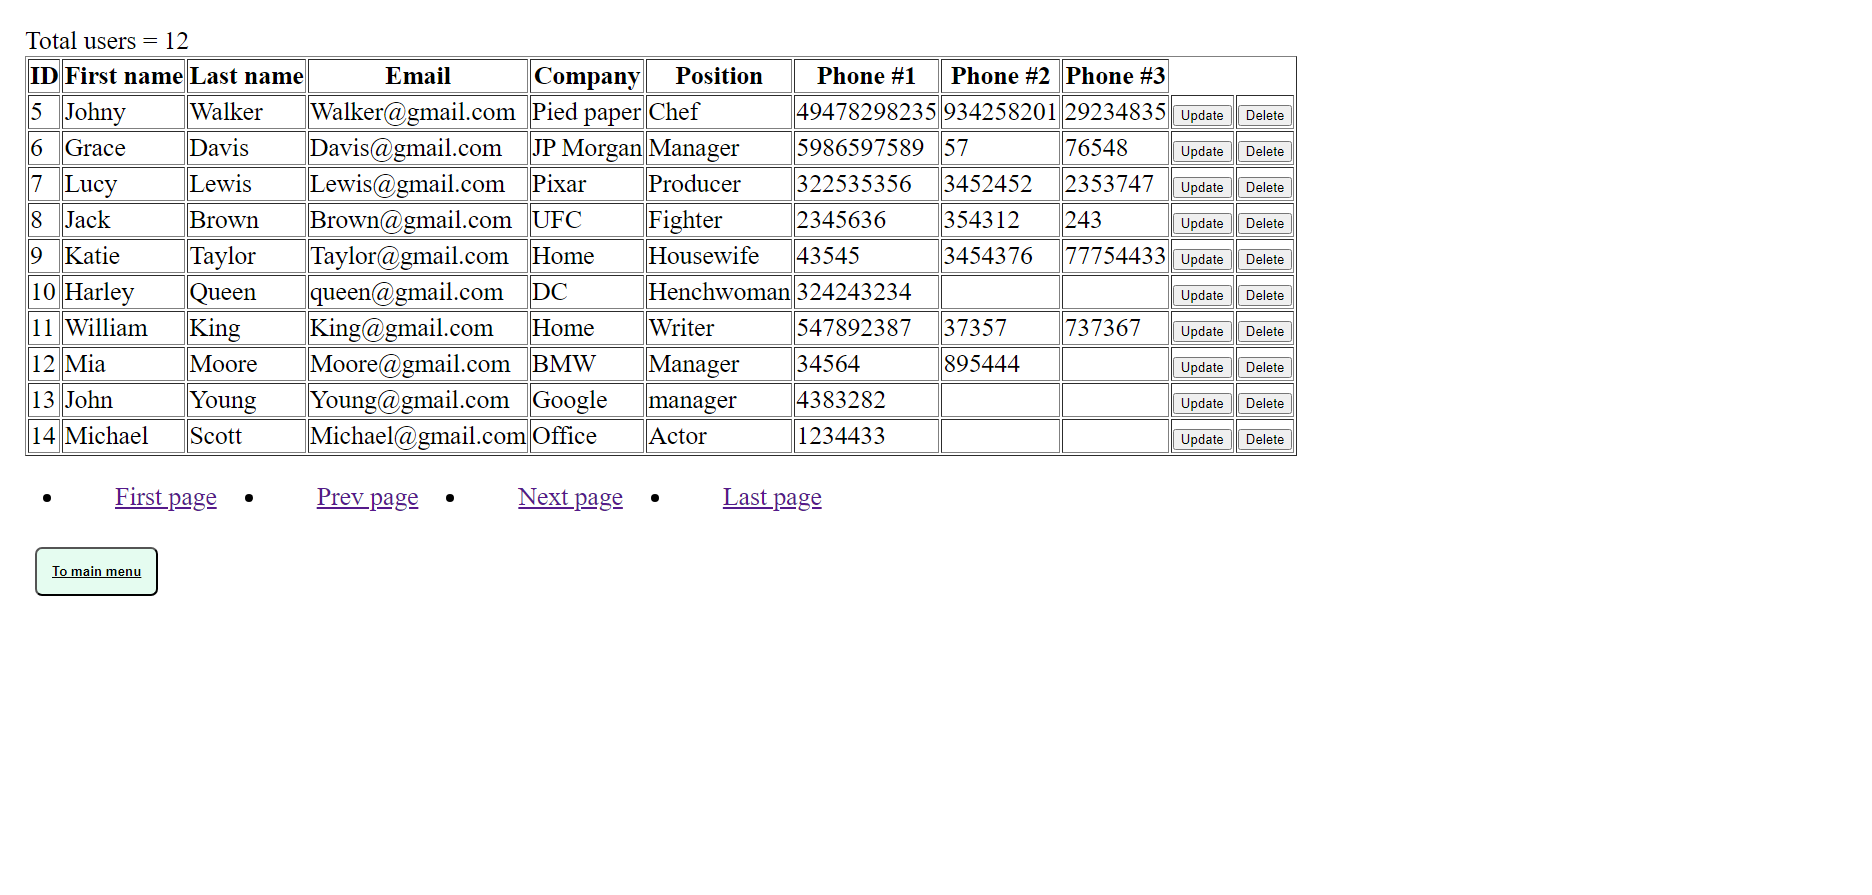 Total users = 12
ID First name Last name Email Company Position Phone #1 Phone #2 Phone #3
5 Johny Walker Walker@gmail.com Pied paper Chef 49478298235 934258201 29234835 Update Delete
6 Grace Davis Davis@gmail.com JP Morgan Manager 5986597589 57 76548 Update Delete
7 Lucy Lewis Lewis@gmail.com Pixar Producer 322535356 3452452 2353747 Update Delete
8 Jack Brown Brown@gmail.com UFC Fighter 2345636 354312 243 Update Delete
9 Katie Taylor Taylor@gmail.com Home Housewife 43545 3454376 77754433 Update Delete
10 Harley Queen queen@gmail.com DC Henchwoman 324243234 Update Delete
11 William King King@gmail.com Home Writer 547892387 37357 737367 Update Delete
12 Mia Moore Moore@gmail.com BMW Manager 34564 895444 Update Delete
13 John Young Young@gmail.com Google manager 4383282 Update Delete
14 Michael Scott Michael@gmail.com Office Actor 1234433 Update Delete
• First page • Prev page • Next page • Last page
To main menu